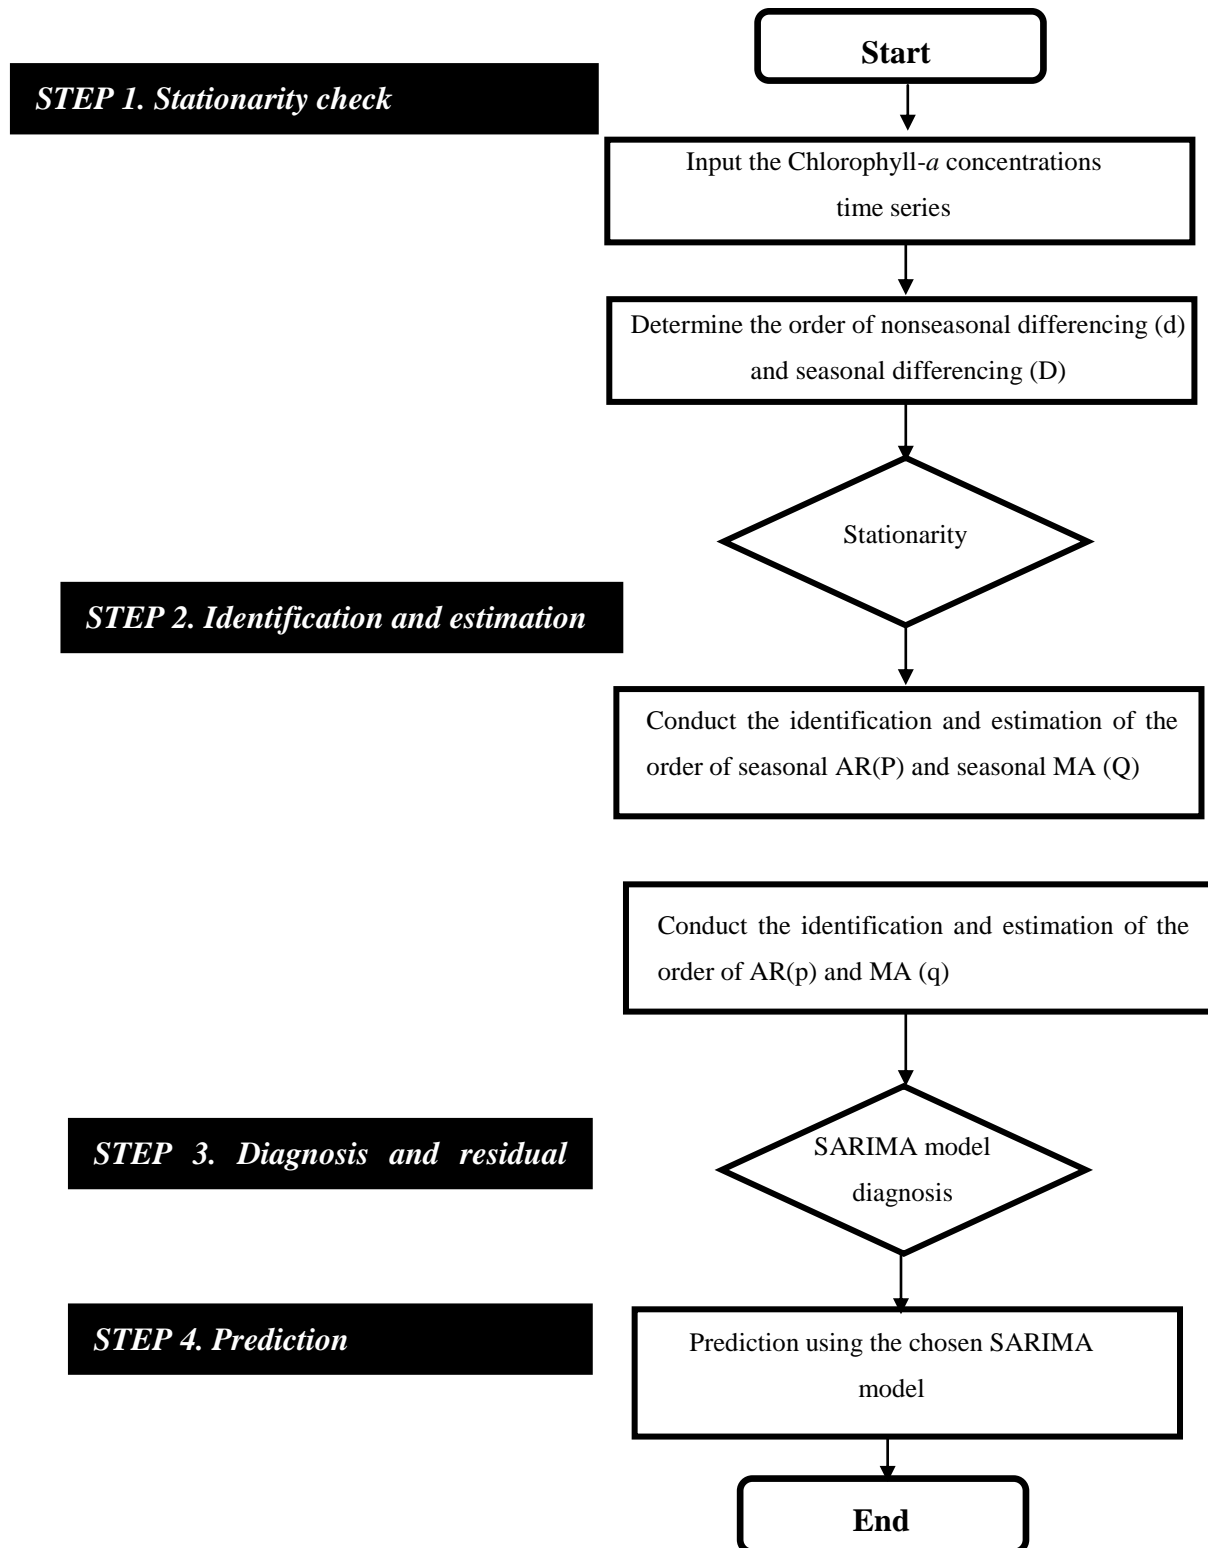 Start
STEP 1. Stationarity check
Input the Chlorophyll-a concentrations
time series
Determine the order of nonseasonal differencing (d)
and seasonal differencing (D)
Stationarity
STEP 2. Identification and estimation
Conduct the identification and estimation of the
order of seasonal AR(P) and seasonal MA (Q)
Conduct the identification and estimation of the
order of AR(p) and MA (q)
STEP 3. Diagnosis and residual
SARIMA model
diagnosis
STEP 4. Prediction
Prediction using the chosen SARIMA
model
End